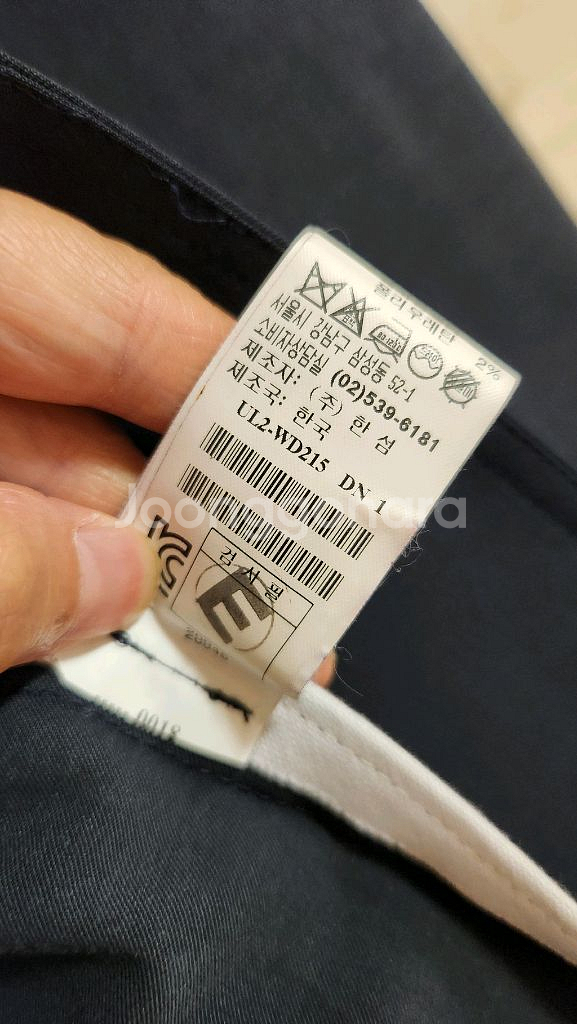 폴리우레탄 2%
서울시 강남구 삼성동 52-1
소비자상담실 (02)539-6181
제조자: (주) 한 섬
제조국: 한국
UL2-WD215 DN 1
Joonggonara
검 사 필
E
0018